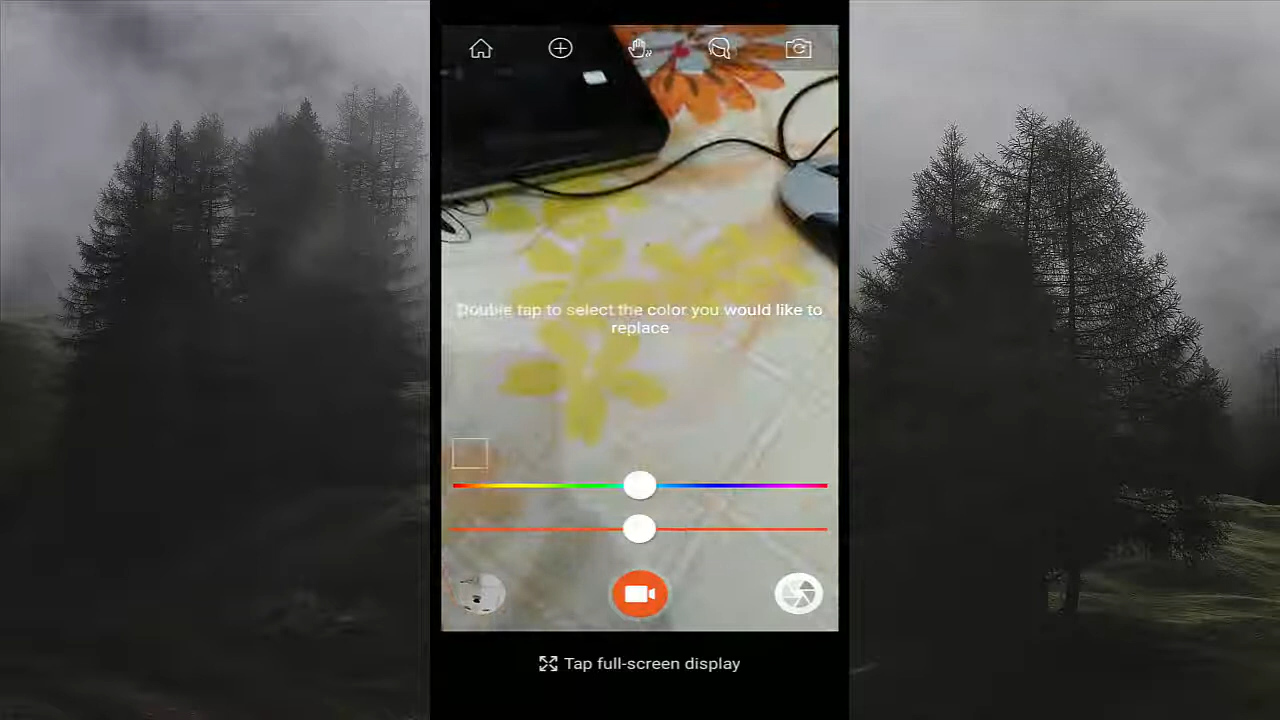 Double tap to select the color you would like to
replace
Tap full-screen display